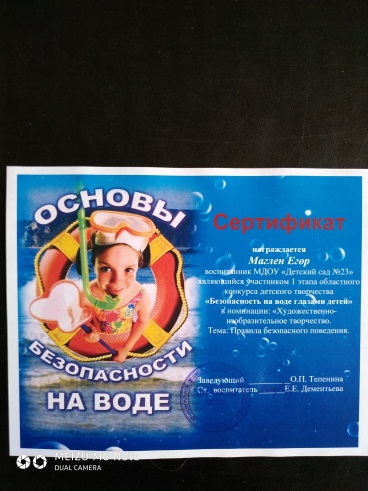 ОСНОВЫ
БЕЗОПАСНОСТИ
НА ВОДЕ
Сертификат
награждается
Маглен Егор
воспитанник МДОУ «Детский сад №23»
являющийся участником 1 этапа областного
конкурса детского творчества
«Безопасность на воде глазами детей»
в номинации: «Художественно-
изобразительное творчество.
Тема: Правила безопасного поведения.
Заведующий ________ О.П. Тепенина
Ст. воспитатель ________ Е.Е. Дементьева
MEIZU M6 NOTE
DUAL CAMERA